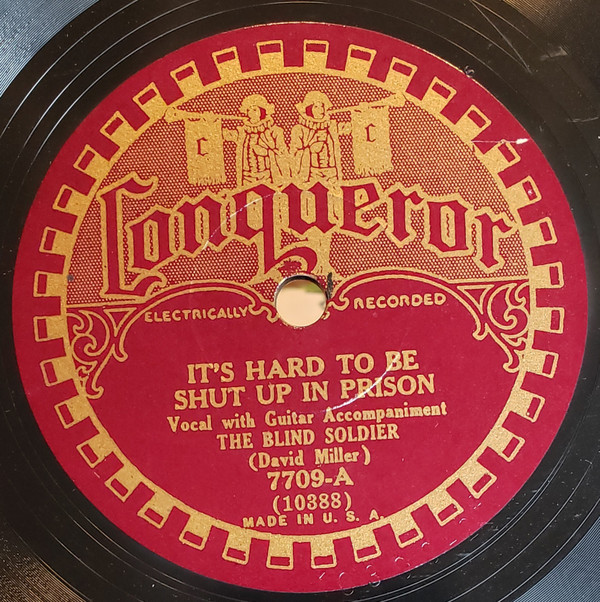 C C
Conqueror
ELECTRICALLY RECORDED
IT'S HARD TO BE
SHUT UP IN PRISON
Vocal with Guitar Accompaniment
THE BLIND SOLDIER
(David Miller)
7709-A
(10388)
MADE IN U. S. A.